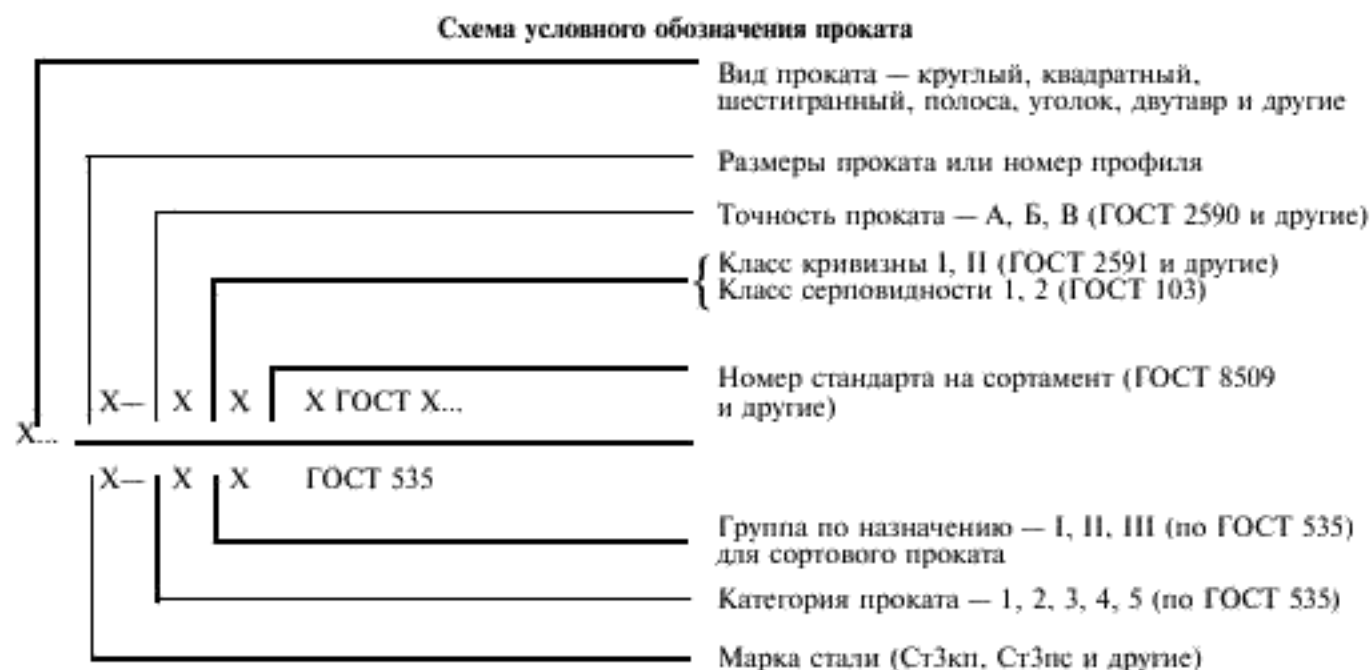 Схема условного обозначения проката
Вид проката — круглый, квадратный,
шестигранный, полоса, уголок, двутавр и другие
Размеры проката или номер профиля
Точность проката — А, Б, В (ГОСТ 2590 и другие)
Класс кривизны I, II (ГОСТ 2591 и другие)
Класс серповидности 1, 2 (ГОСТ 103)
Номер стандарта на сортамент (ГОСТ 8509
и другие)
Х— Х Х Х ГОСТ Х...
Х...
Х— Х Х ГОСТ 535
Группа по назначению — I, II, III (по ГОСТ 535)
для сортового проката
Категория проката — 1, 2, 3, 4, 5 (по ГОСТ 535)
Марка стали (Ст3кп, Ст3пс и другие)